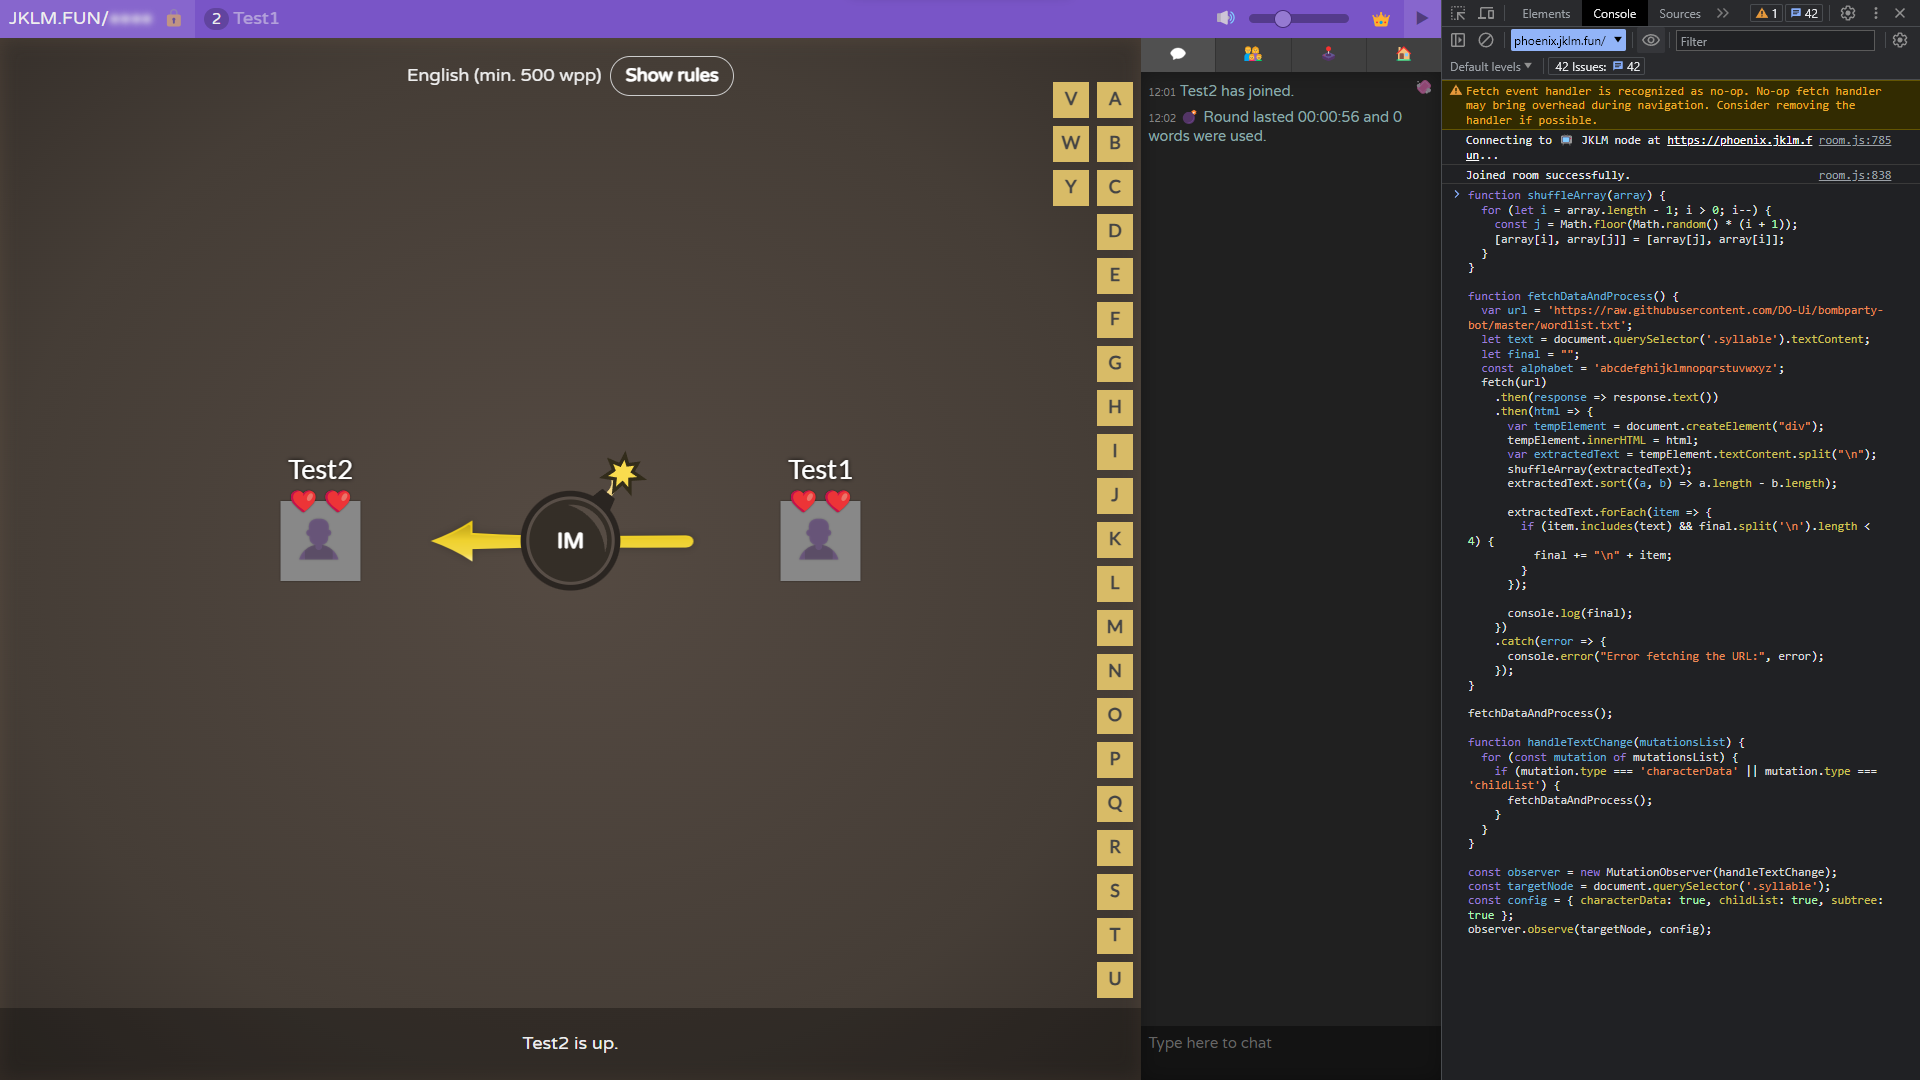 JKLM.FUN/
2 Test1
English (min. 500 wpp) Show rules
V A
W B
Y C
D
E
F
G
H
I
J
K
L
M
N
O
P
Q
R
S
T
U
Test2
Test1
IM
Test2 is up.
12:01 Test2 has joined.
12:02 Round lasted 00:00:56 and 0
words were used.
Type here to chat
Elements Console Sources 1 42
phoenix.jklm.fun/ Filter
Default levels 42 Issues: 42
Fetch event handler is recognized as no-op. No-op fetch handler
may bring overhead during navigation. Consider removing the
handler if possible.
Connecting to JKLM node at https://phoenix.jklm.f room.js:785
un...
Joined room successfully. room.js:838
function shuffleArray(array) {
for (let i = array.length - 1; i > 0; i--) {
const j = Math.floor(Math.random() * (i + 1));
[array[i], array[j]] = [array[j], array[i]];
}
}
function fetchDataAndProcess() {
var url = 'https://raw.githubusercontent.com/DO-Ui/bombparty-
bot/master/wordlist.txt';
let text = document.querySelector('.syllable').textContent;
let final = "";
const alphabet = 'abcdefghijklmnopqrstuvwxyz';
fetch(url)
.then(response => response.text())
.then(html => {
var tempElement = document.createElement("div");
tempElement.innerHTML = html;
var extractedText = tempElement.textContent.split("\n");
shuffleArray(extractedText);
extractedText.sort((a, b) => a.length - b.length);
extractedText.forEach(item => {
if (item.includes(text) && final.split('\n').length <
4) {
final += "\n" + item;
}
});
console.log(final);
})
.catch(error => {
console.error("Error fetching the URL:", error);
});
}
fetchDataAndProcess();
function handleTextChange(mutationsList) {
for (const mutation of mutationsList) {
if (mutation.type === 'characterData' || mutation.type ===
'childList') {
fetchDataAndProcess();
}
}
}
const observer = new MutationObserver(handleTextChange);
const targetNode = document.querySelector('.syllable');
const config = { characterData: true, childList: true, subtree:
true };
observer.observe(targetNode, config);